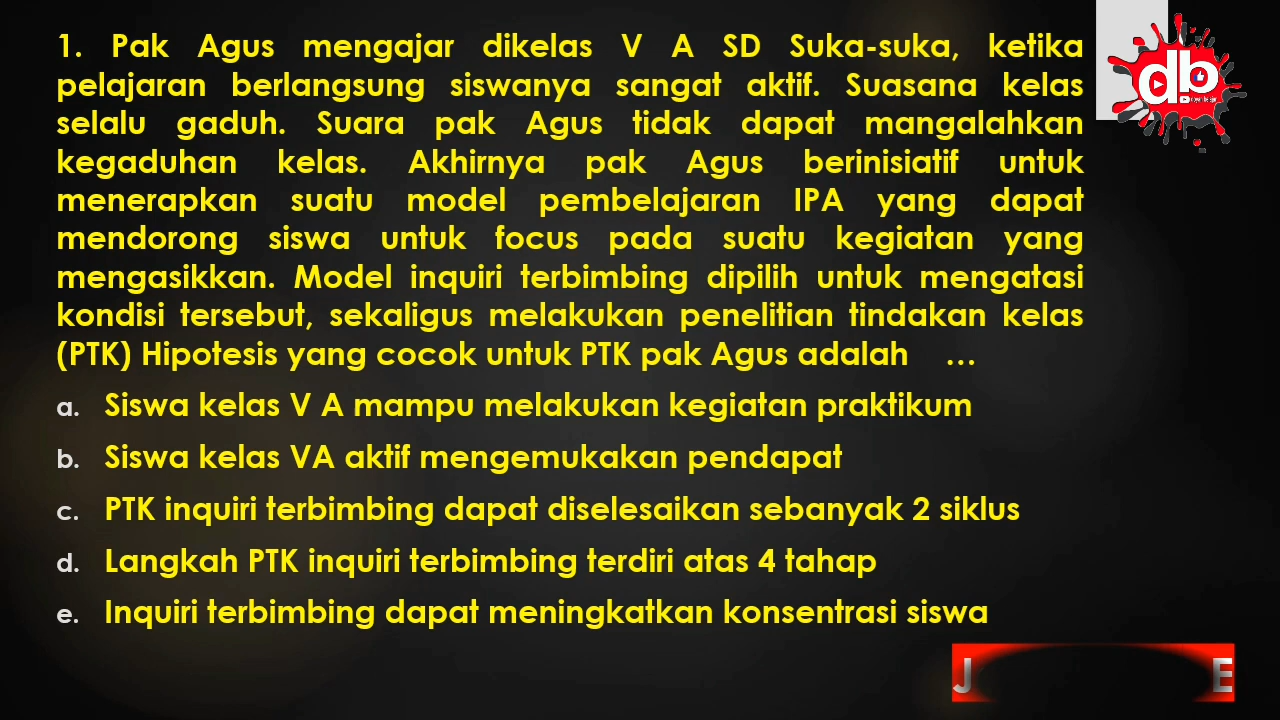 1. Pak Agus mengajar dikelas V A SD Suka-suka, ketika
pelajaran berlangsung siswanya sangat aktif. Suasana kelas
selalu gaduh. Suara pak Agus tidak dapat mangalahkan
kegaduhan kelas. Akhirnya pak Agus berinisiatif untuk
menerapkan suatu model pembelajaran IPA yang dapat
mendorong siswa untuk focus pada suatu kegiatan yang
mengasikkan. Model inquiri terbimbing dipilih untuk mengatasi
kondisi tersebut, sekaligus melakukan penelitian tindakan kelas
(PTK) Hipotesis yang cocok untuk PTK pak Agus adalah ...
a. Siswa kelas V A mampu melakukan kegiatan praktikum
b. Siswa kelas VA aktif mengemukakan pendapat
c. PTK inquiri terbimbing dapat diselesaikan sebanyak 2 siklus
d. Langkah PTK inquiri terbimbing terdiri atas 4 tahap
e. Inquiri terbimbing dapat meningkatkan konsentrasi siswa
db
J E